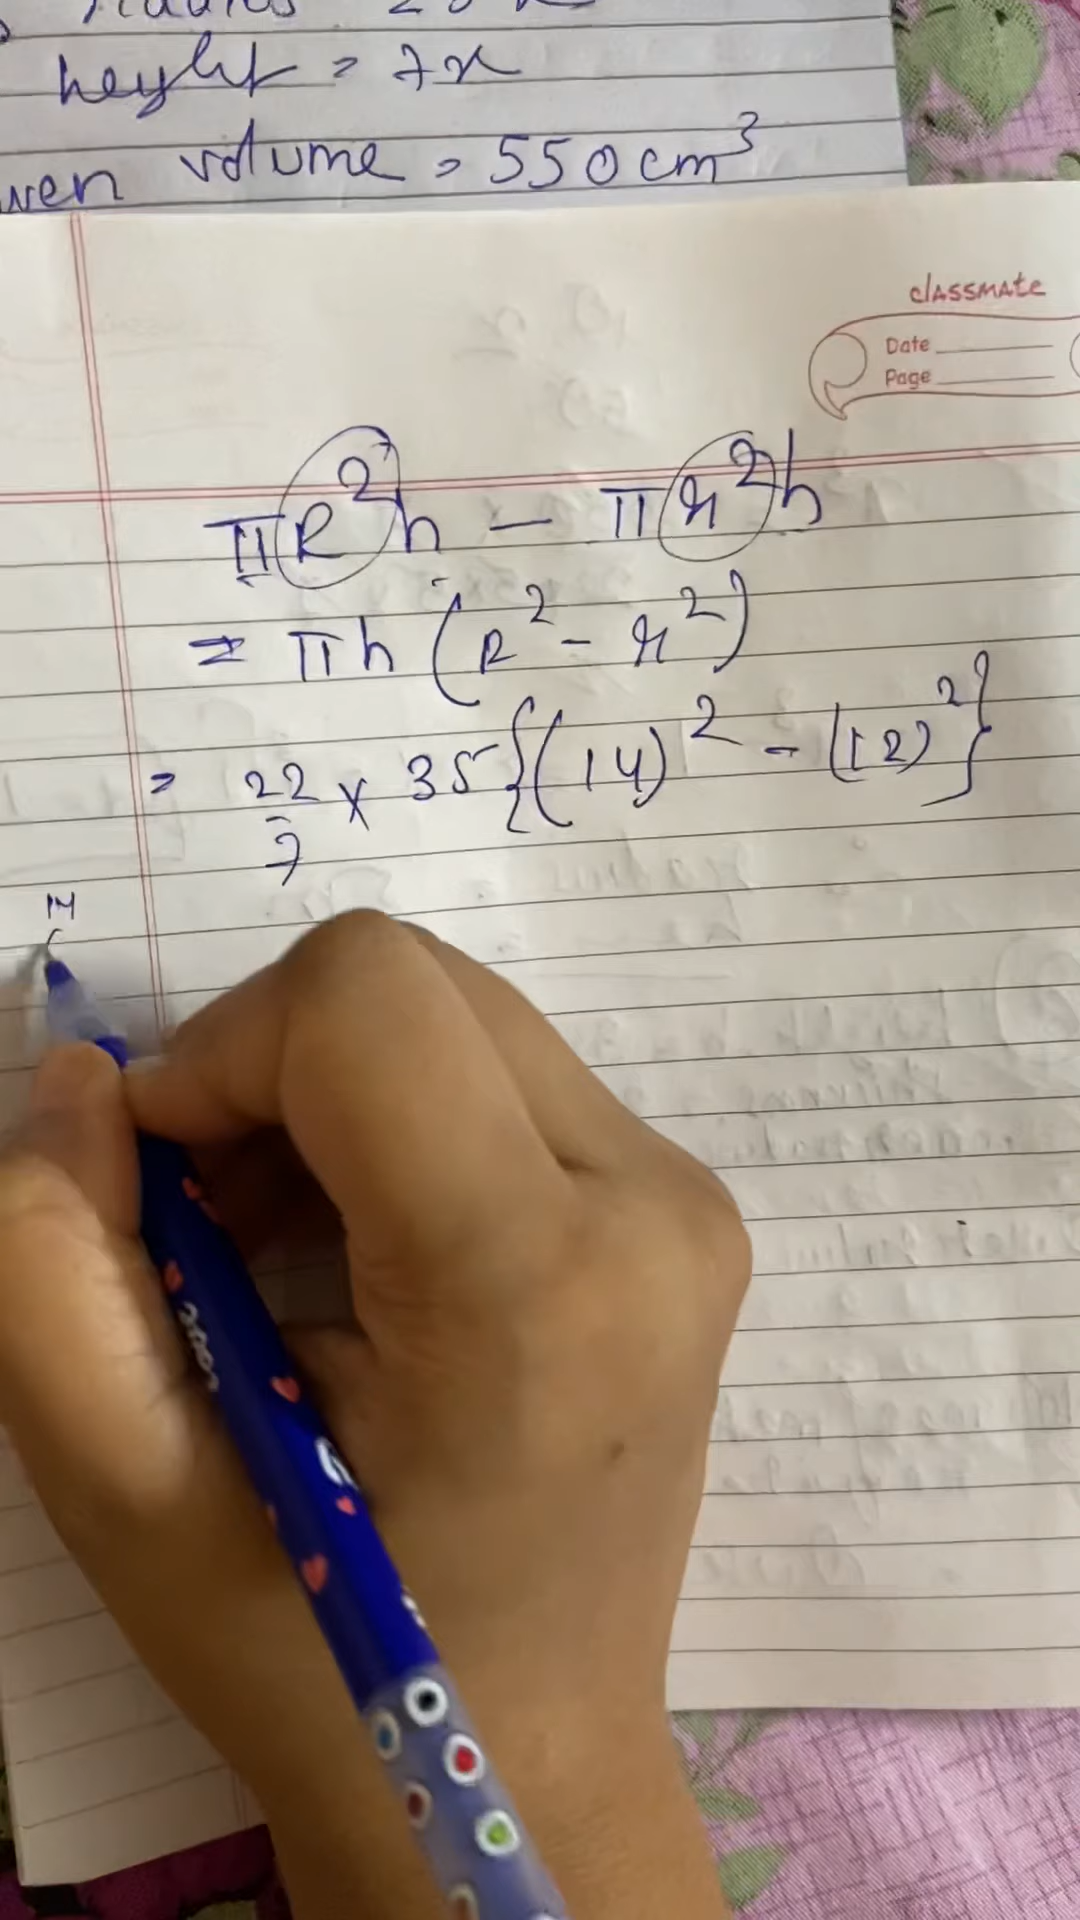 height = 7x
volume = 550 cm³
classmate
Date
Page
πR²h - πr²h
= πh (R² - r²)
= 22/7 × 35 {(14)² - (12)²}
14